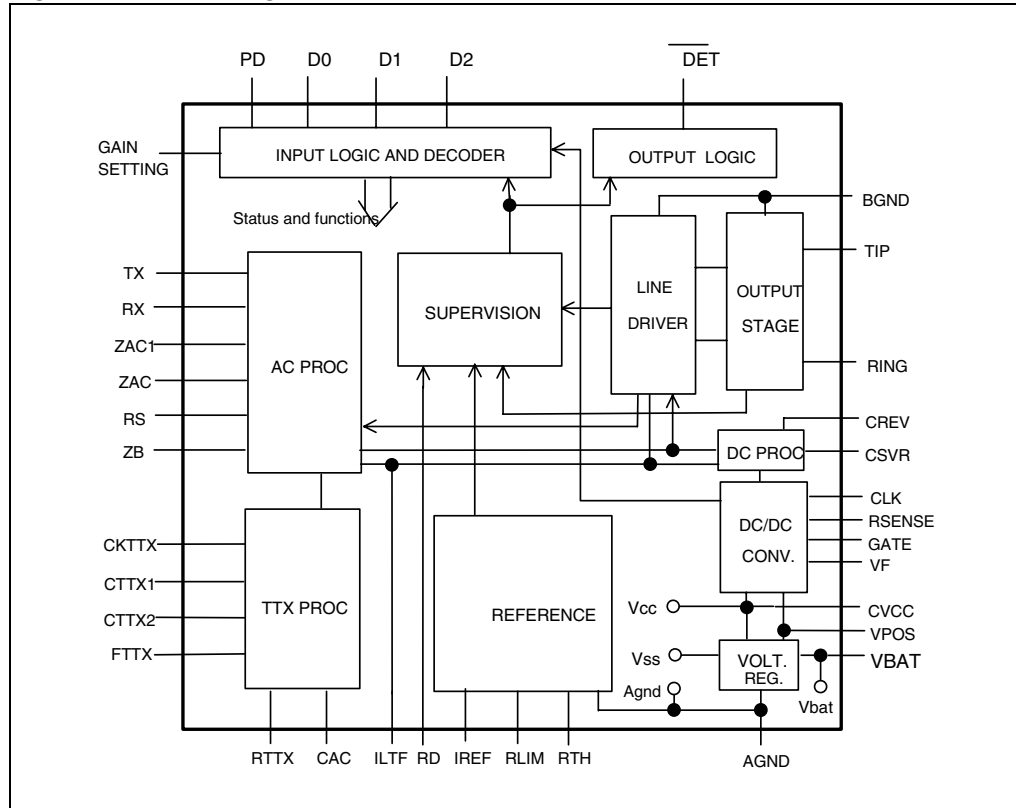 PD D0 D1 D2 DET
GAIN
SETTING
INPUT LOGIC AND DECODER
OUTPUT LOGIC
Status and functions
BGND
TX
RX
ZAC1
ZAC
RS
ZB
AC PROC
SUPERVISION
LINE
DRIVER
OUTPUT
STAGE
TIP
RING
CREV
DC PROC
CSVR
CKTTX
CTTX1
CTTX2
FTTX
TTX PROC
REFERENCE
DC/DC
CONV.
CLK
RSENSE
GATE
VF
Vcc
CVCC
VPOS
Vss
VOLT.
REG.
VBAT
Agnd
Vbat
RTTX CAC ILTF RD IREF RLIM RTH AGND